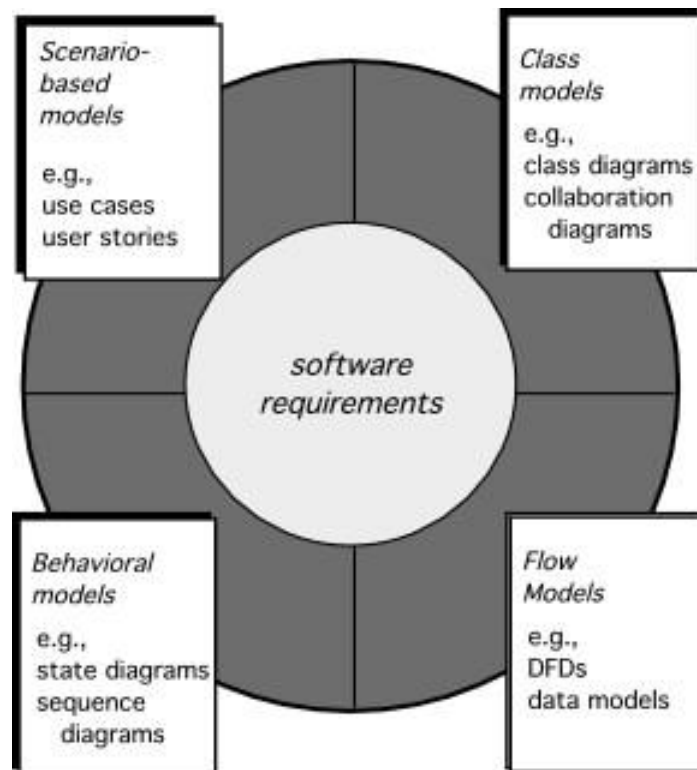 Scenario-
based
models
e.g.,
use cases
user stories
Class
models
e.g.,
class diagrams
collaboration
diagrams
software
requirements
Behavioral
models
e.g.,
state diagrams
sequence
diagrams
Flow
Models
e.g.,
DFDs
data models